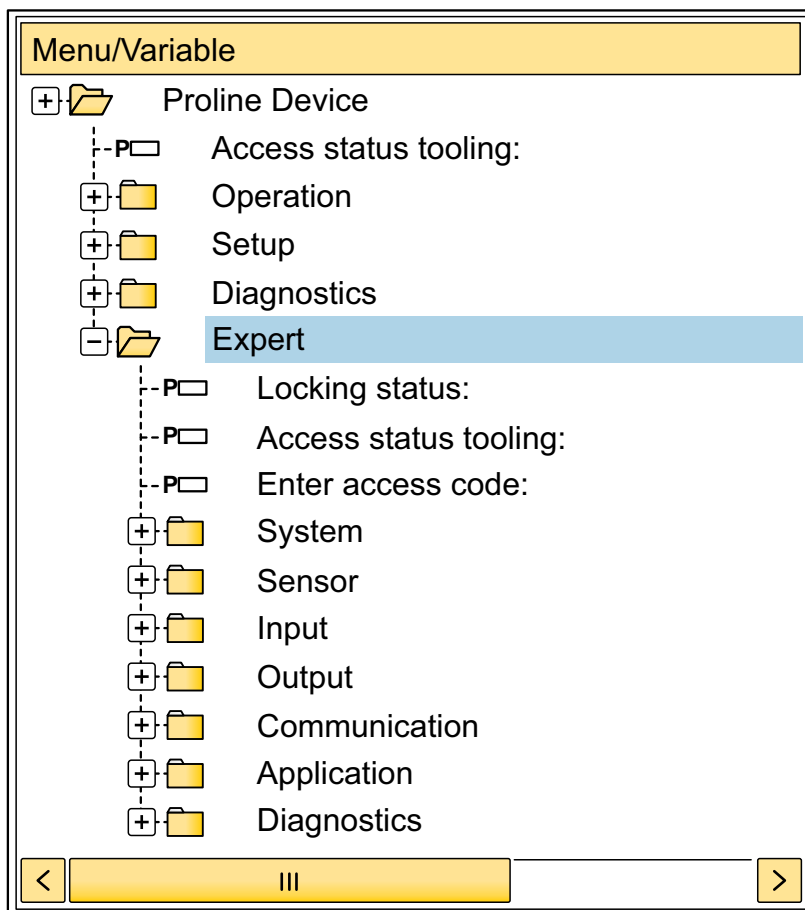 Menu/Variable
Proline Device
P Access status tooling:
Operation
Setup
Diagnostics
Expert
P Locking status:
P Access status tooling:
P Enter access code:
System
Sensor
Input
Output
Communication
Application
Diagnostics